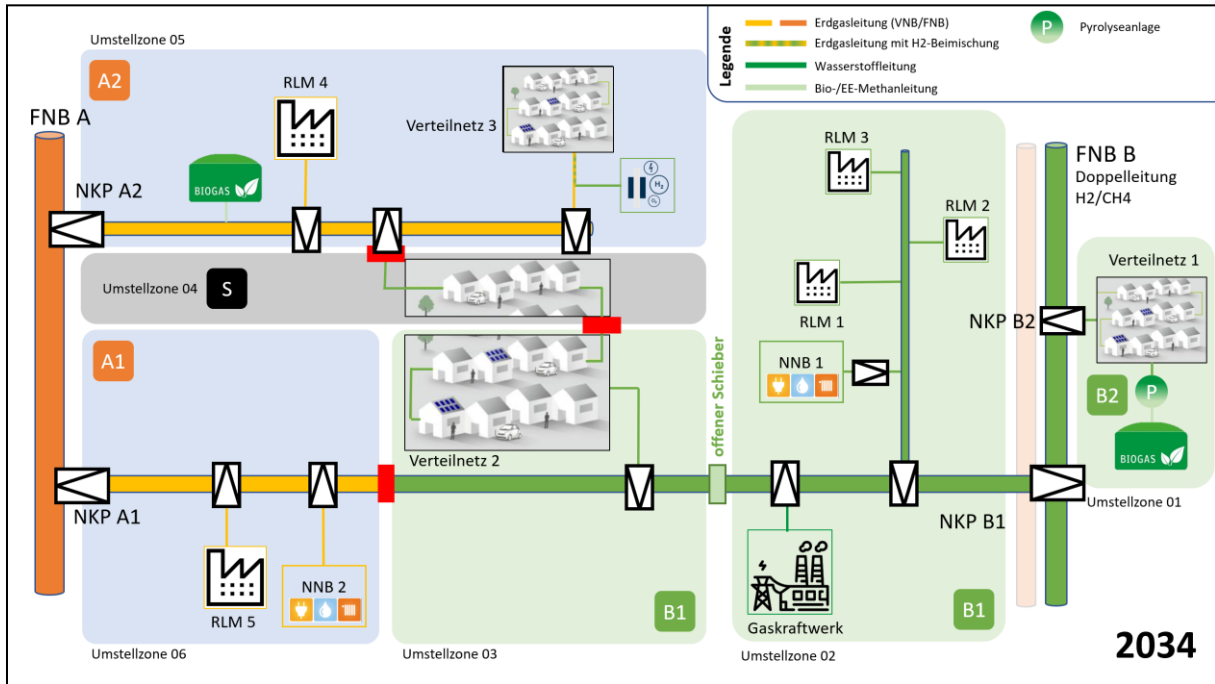 Umstellzone 05
A2
RLM 4
Verteilnetz 3
FNB A
NKP A2
BIOGAS
H₂
O₂
Legende
Erdgasleitung (VNB/FNB)
Erdgasleitung mit H2-Beimischung
Wasserstoffleitung
Bio-/EE-Methanleitung
P
Pyrolyseanlage
Umstellzone 04
S
A1
NKP A1
RLM 5
NNB 2
Umstellzone 06
Verteilnetz 2
B1
Umstellzone 03
offener Schieber
RLM 3
RLM 2
RLM 1
NNB 1
Gaskraftwerk
NKP B1
B1
Umstellzone 02
FNB B
Doppelleitung
H2/CH4
Verteilnetz 1
NKP B2
B2
P
BIOGAS
Umstellzone 01
2034